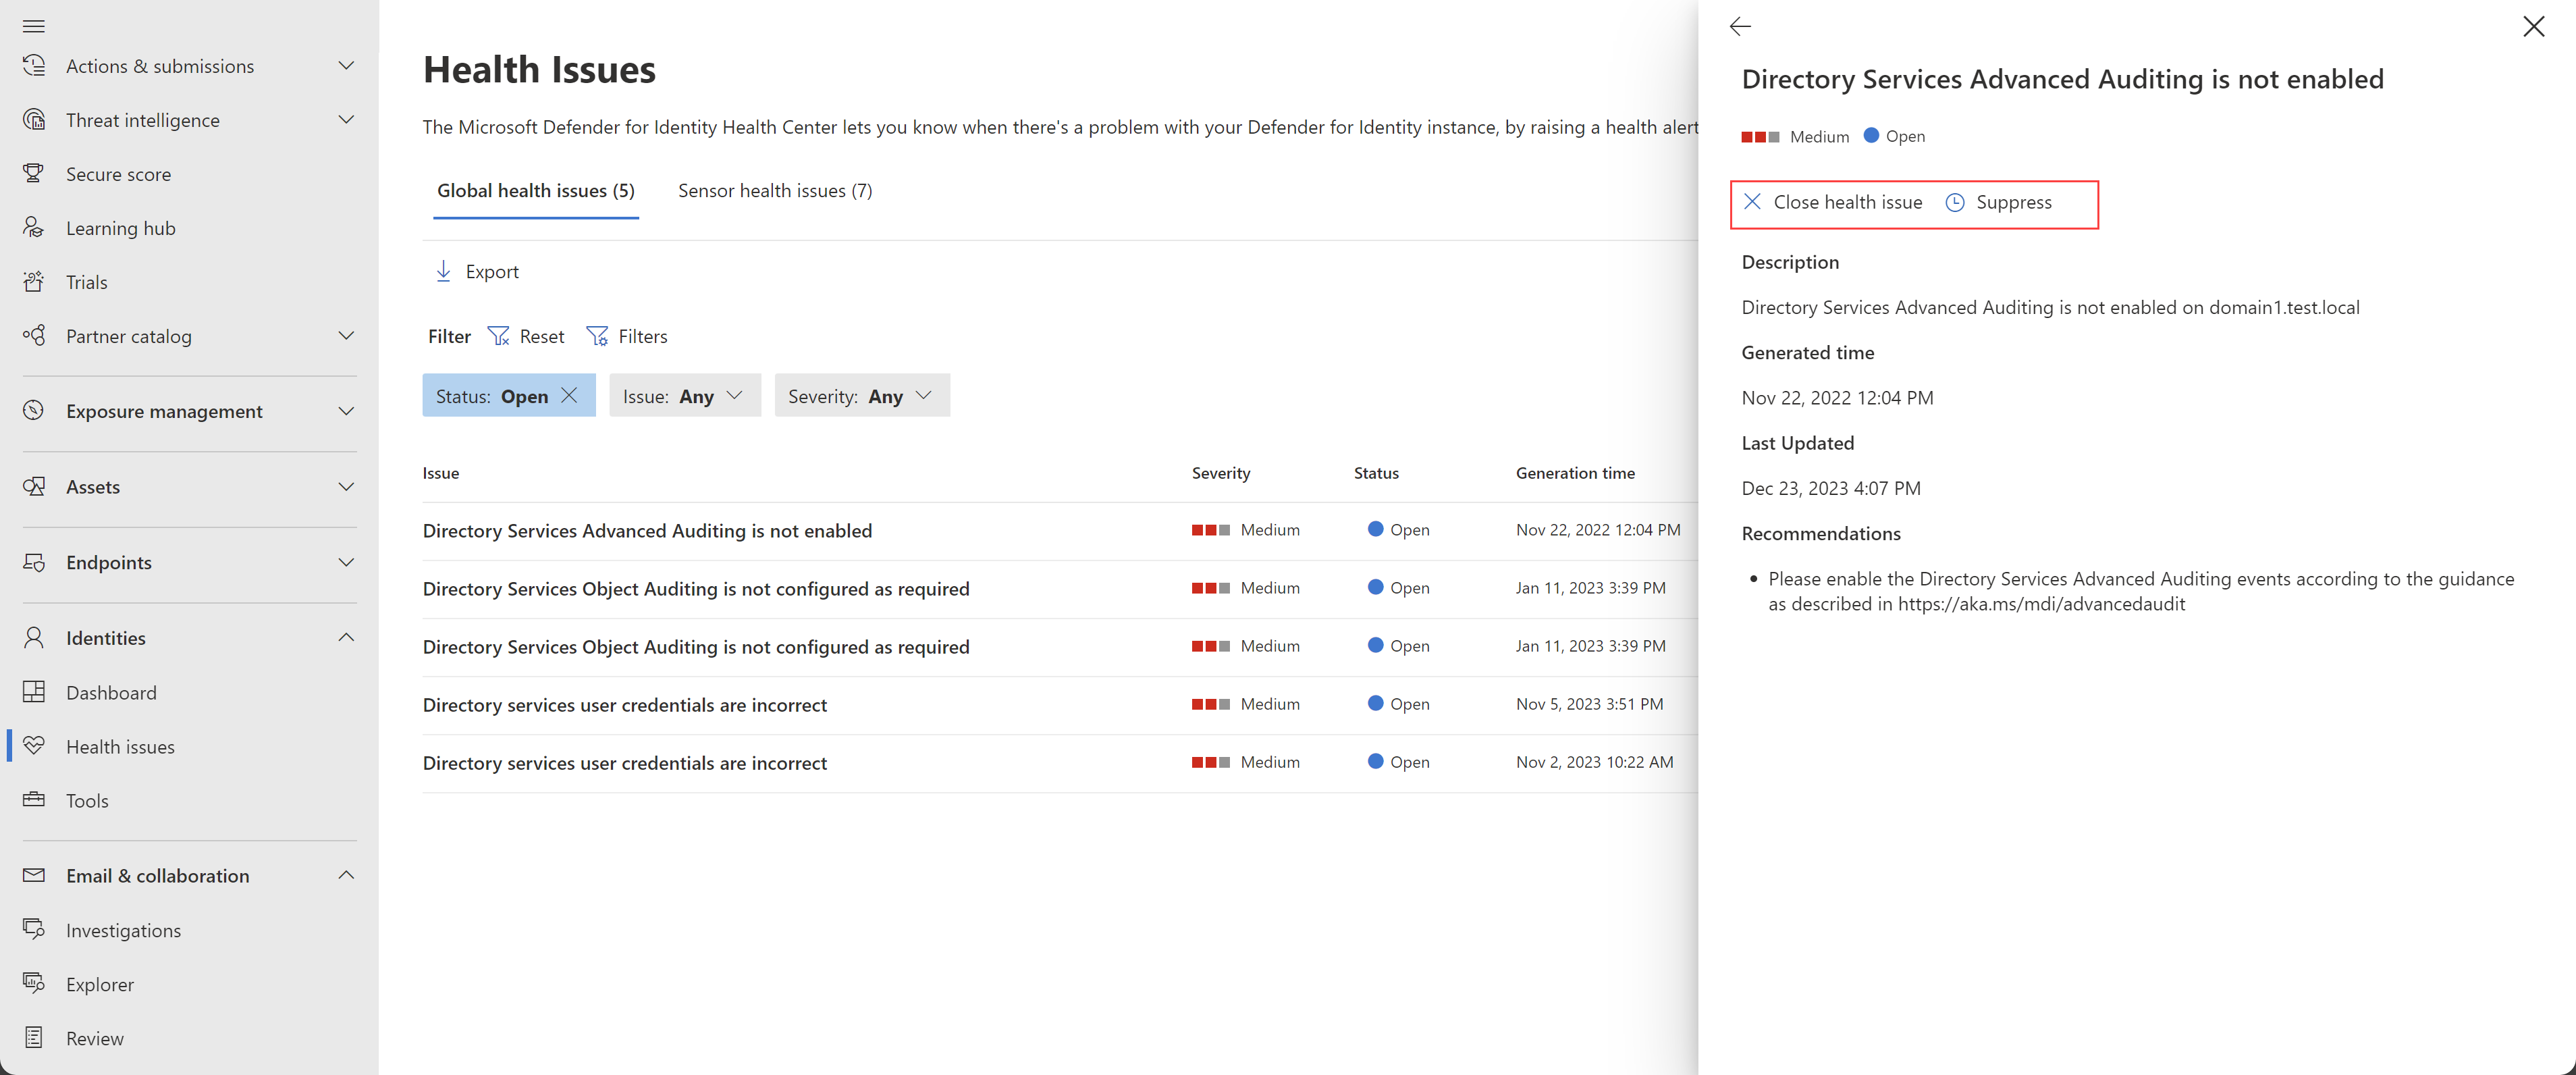 Actions & submissions
Threat intelligence
Secure score
Learning hub
Trials
Partner catalog
Exposure management
Assets
Endpoints
Identities
Dashboard
Health issues
Tools
Email & collaboration
Investigations
Explorer
Review
Health Issues
The Microsoft Defender for Identity Health Center lets you know when there's a problem with your Defender for Identity instance, by raising a health alert
Global health issues (5) Sensor health issues (7)
Export
Filter Reset Filters
Status: Open Issue: Any Severity: Any
Issue Severity Status Generation time
Directory Services Advanced Auditing is not enabled Medium Open Nov 22, 2022 12:04 PM
Directory Services Object Auditing is not configured as required Medium Open Jan 11, 2023 3:39 PM
Directory Services Object Auditing is not configured as required Medium Open Jan 11, 2023 3:39 PM
Directory services user credentials are incorrect Medium Open Nov 5, 2023 3:51 PM
Directory services user credentials are incorrect Medium Open Nov 2, 2023 10:22 AM
Directory Services Advanced Auditing is not enabled
Medium Open
Close health issue Suppress
Description
Directory Services Advanced Auditing is not enabled on domain1.test.local
Generated time
Nov 22, 2022 12:04 PM
Last Updated
Dec 23, 2023 4:07 PM
Recommendations
• Please enable the Directory Services Advanced Auditing events according to the guidance
as described in https://aka.ms/mdi/advancedaudit